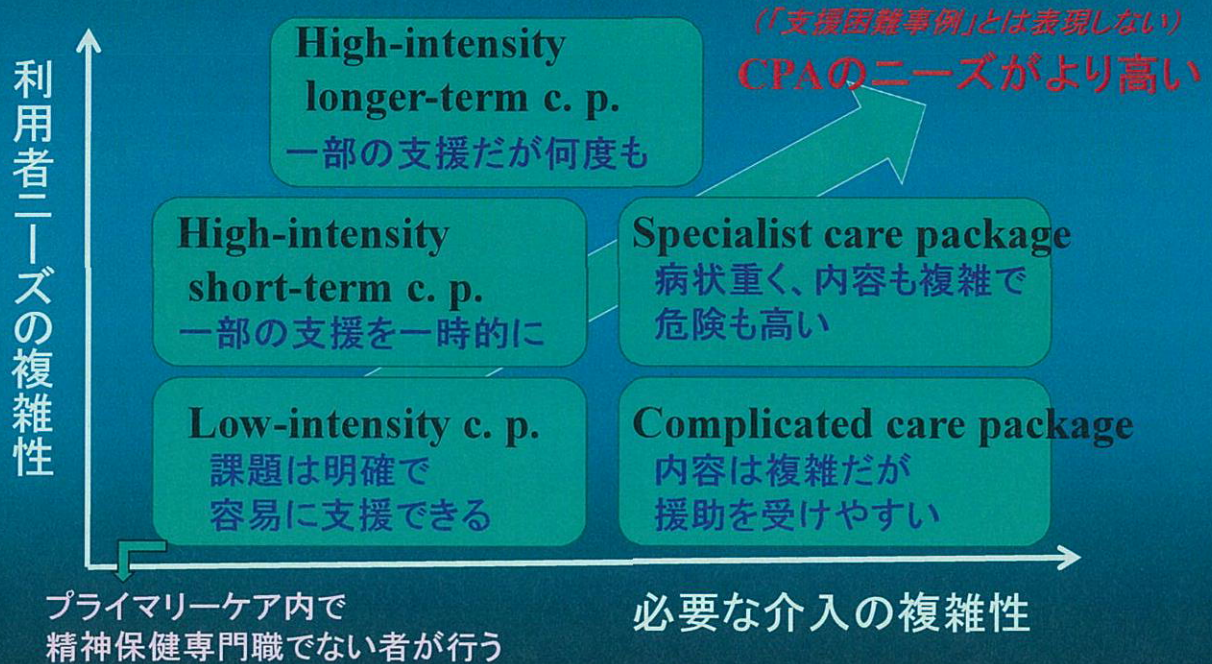 (「支援困難事例」とは表現しない)
CPAのニーズがより高い
利用者ニーズの複雑性
High-intensity
longer-term c. p.
一部の支援だが何度も
High-intensity
short-term c. p.
一部の支援を一時的に
Specialist care package
病状重く、内容も複雑で
危険も高い
Low-intensity c. p.
課題は明確で
容易に支援できる
Complicated care package
内容は複雑だが
援助を受けやすい
必要な介入の複雑性
プライマリーケア内で
精神保健専門職でない者が行う